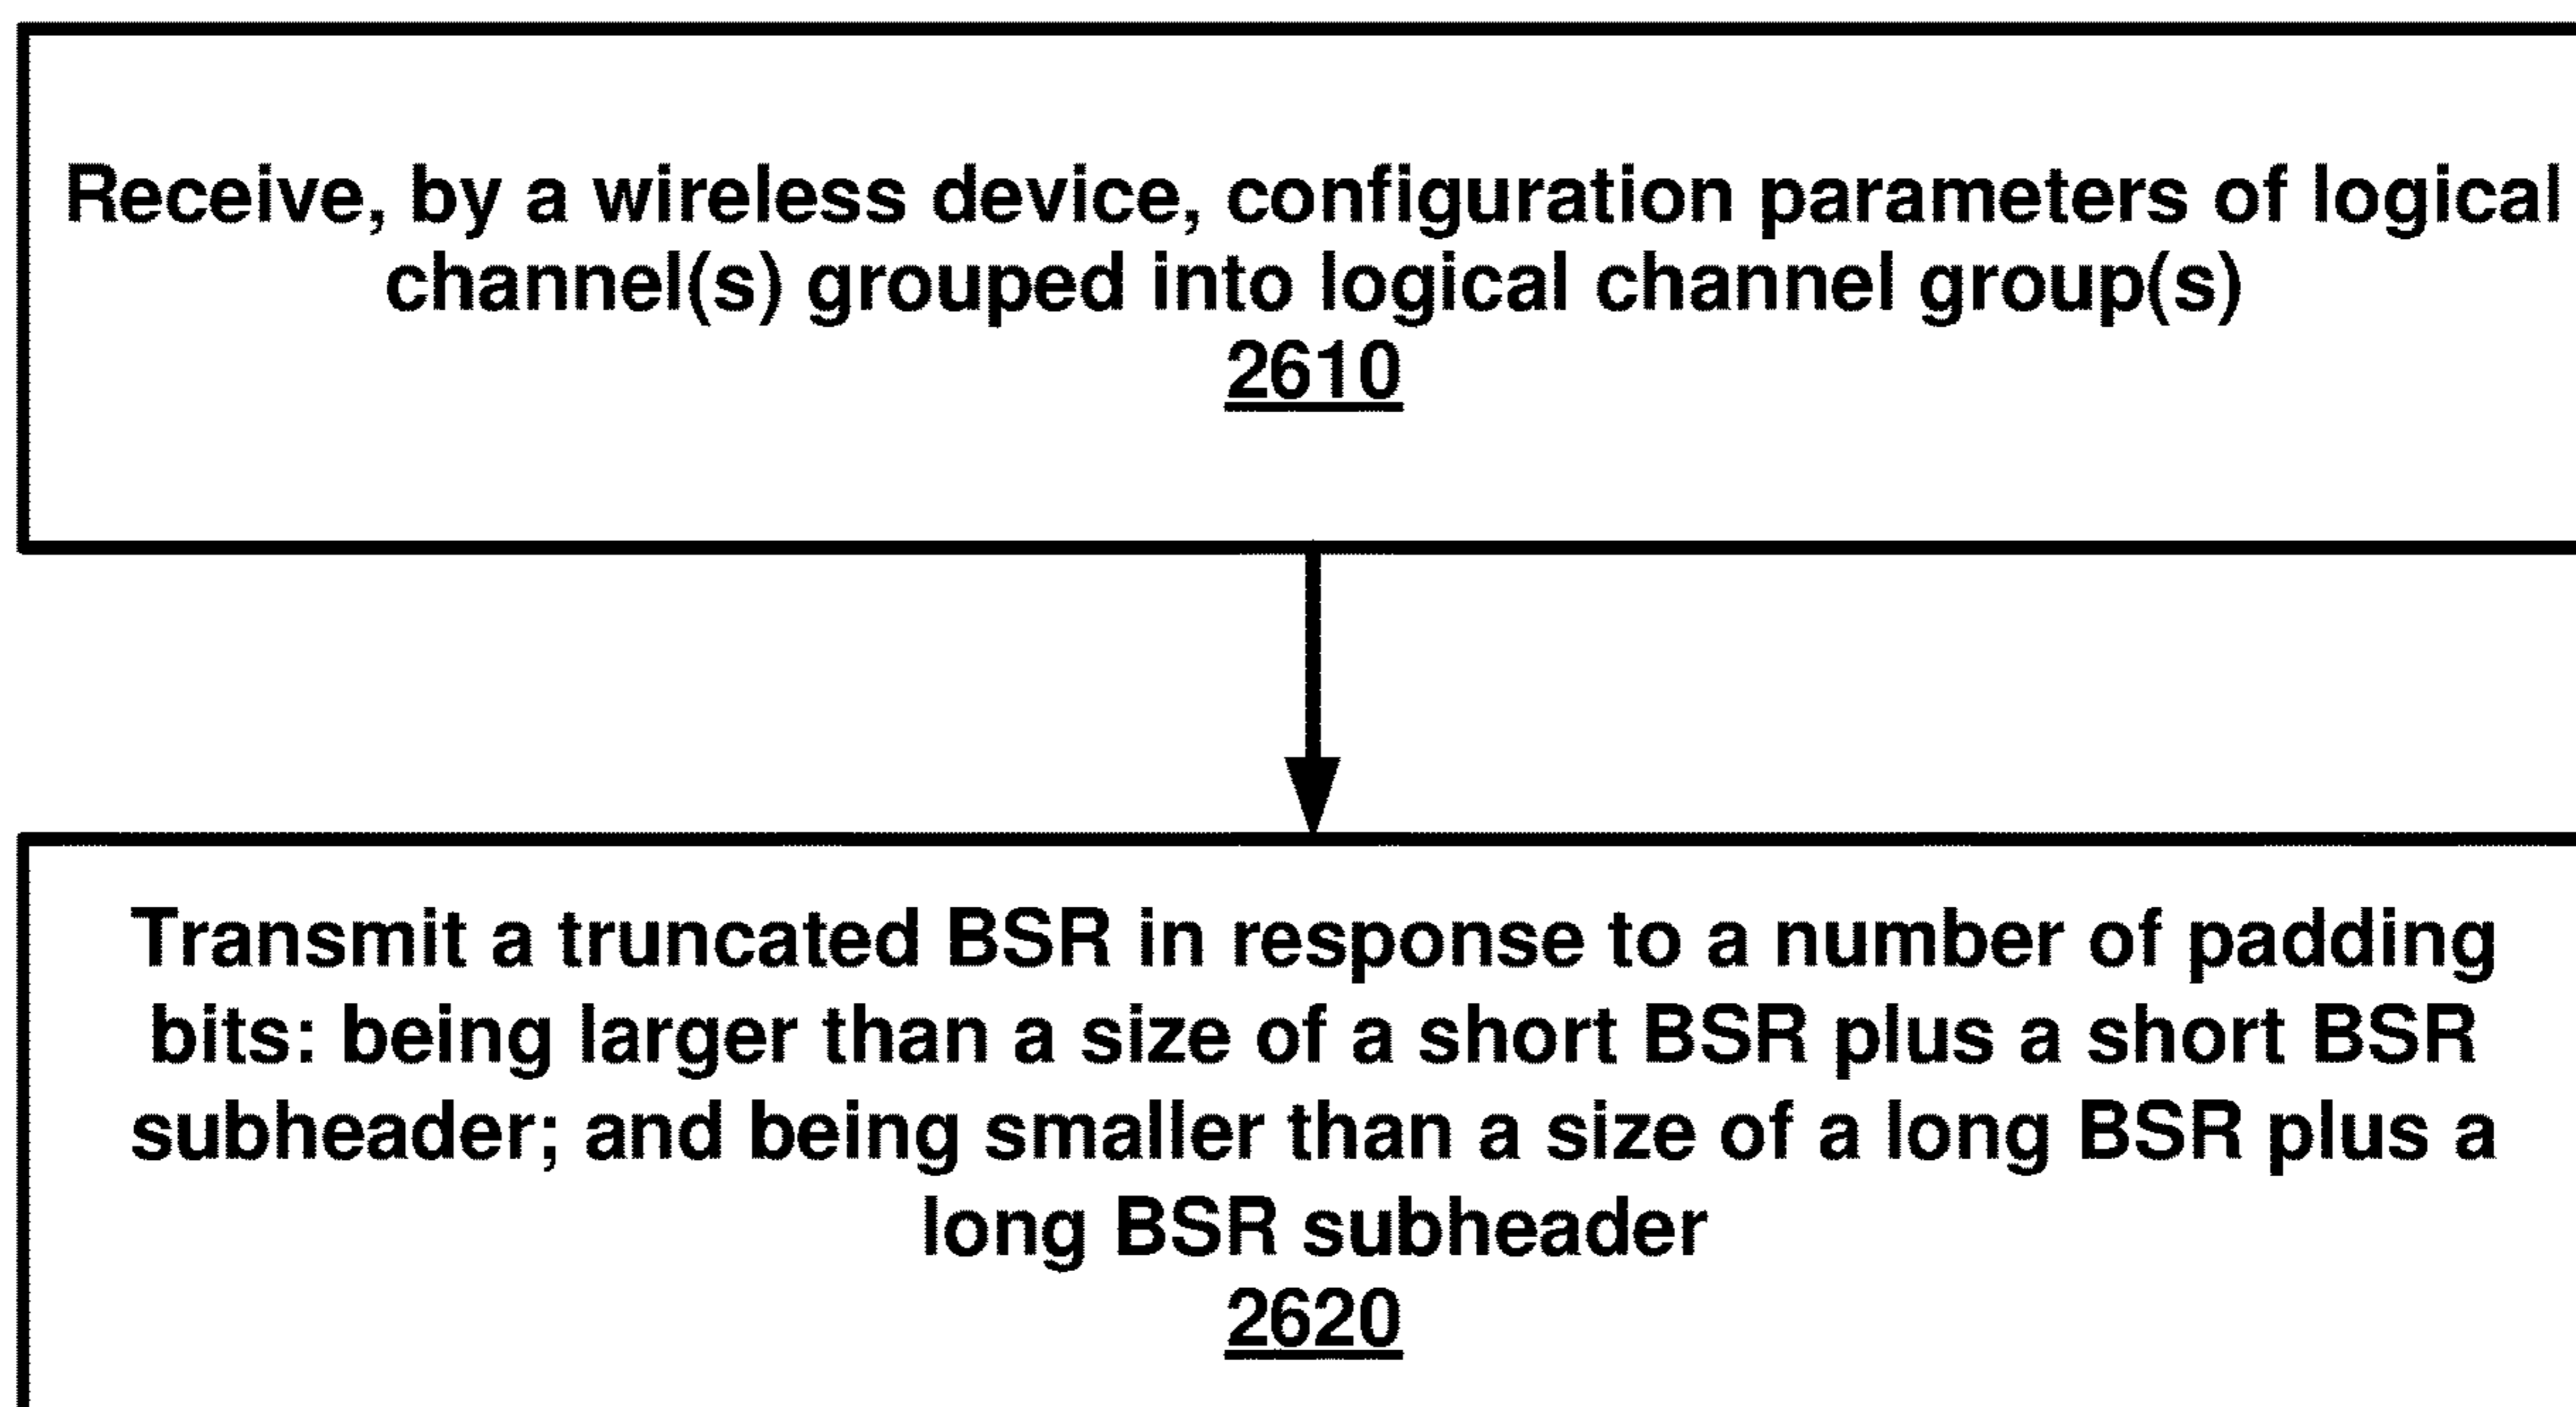 Receive, by a wireless device, configuration parameters of logical
channel(s) grouped into logical channel group(s)
2610
Transmit a truncated BSR in response to a number of padding
bits: being larger than a size of a short BSR plus a short BSR
subheader; and being smaller than a size of a long BSR plus a
long BSR subheader
2620